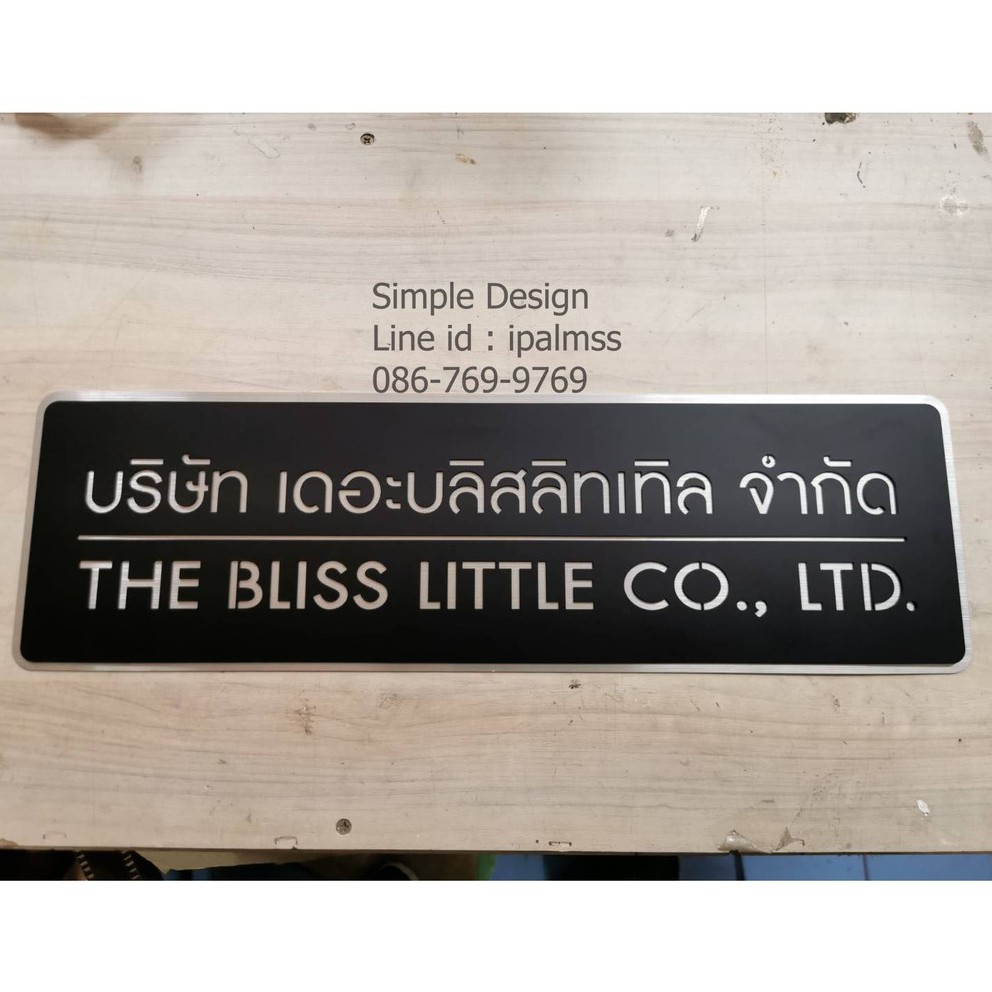 Simple Design
Line id : ipalmss
086-769-9769
บริษัท เดอะบลิสลิทเทิล จำกัด
THE BLISS LITTLE CO., LTD.